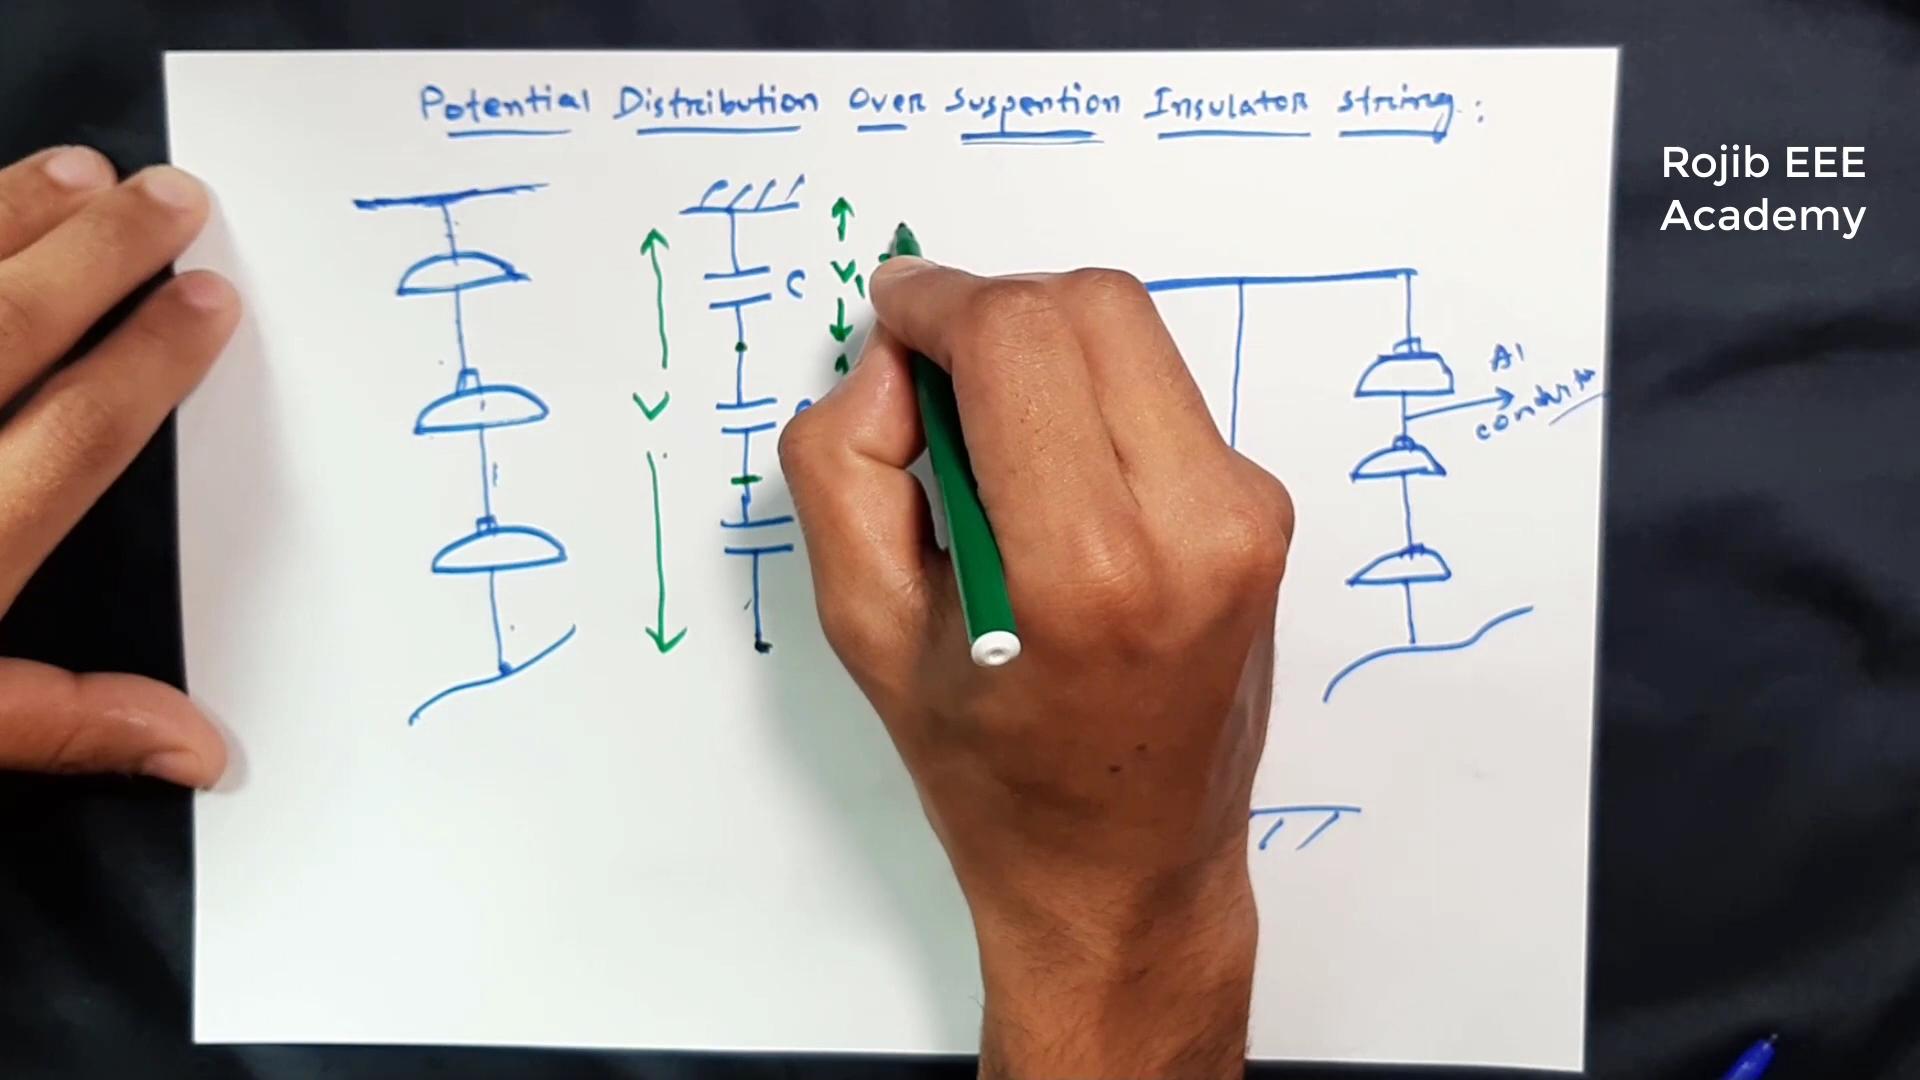 Potential Distribution Over Suspention Insulator string:
Rojib EEE
Academy
C
V1
V
Al
conductor